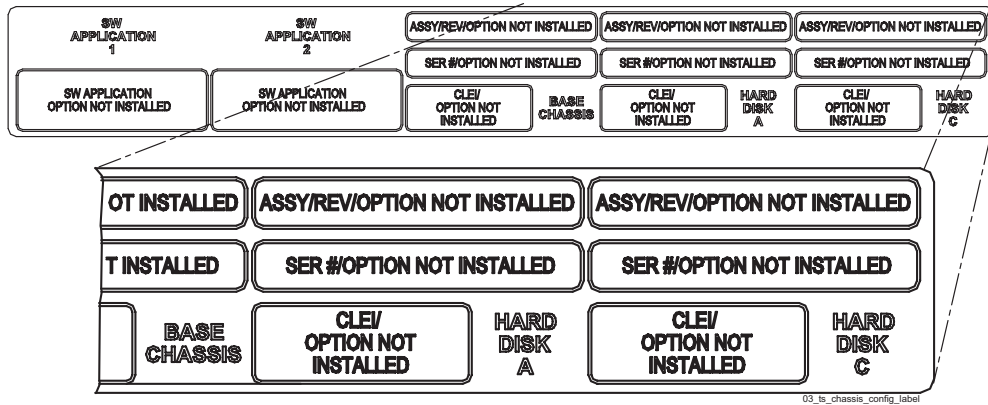 SW
APPLICATION
1
SW APPLICATION
OPTION NOT INSTALLED
SW
APPLICATION
2
SW APPLICATION
OPTION NOT INSTALLED
ASSY/REV/OPTION NOT INSTALLED
SER #/OPTION NOT INSTALLED
CLEI/
OPTION NOT
INSTALLED
BASE
CHASSIS
ASSY/REV/OPTION NOT INSTALLED
SER #/OPTION NOT INSTALLED
CLEI/
OPTION NOT
INSTALLED
HARD
DISK
A
ASSY/REV/OPTION NOT INSTALLED
SER #/OPTION NOT INSTALLED
CLEI/
OPTION NOT
INSTALLED
HARD
DISK
C
OT INSTALLED
T INSTALLED
BASE
CHASSIS
ASSY/REV/OPTION NOT INSTALLED
SER #/OPTION NOT INSTALLED
CLEI/
OPTION NOT
INSTALLED
HARD
DISK
A
ASSY/REV/OPTION NOT INSTALLED
SER #/OPTION NOT INSTALLED
CLEI/
OPTION NOT
INSTALLED
HARD
DISK
C
03_ts_chassis_config_label